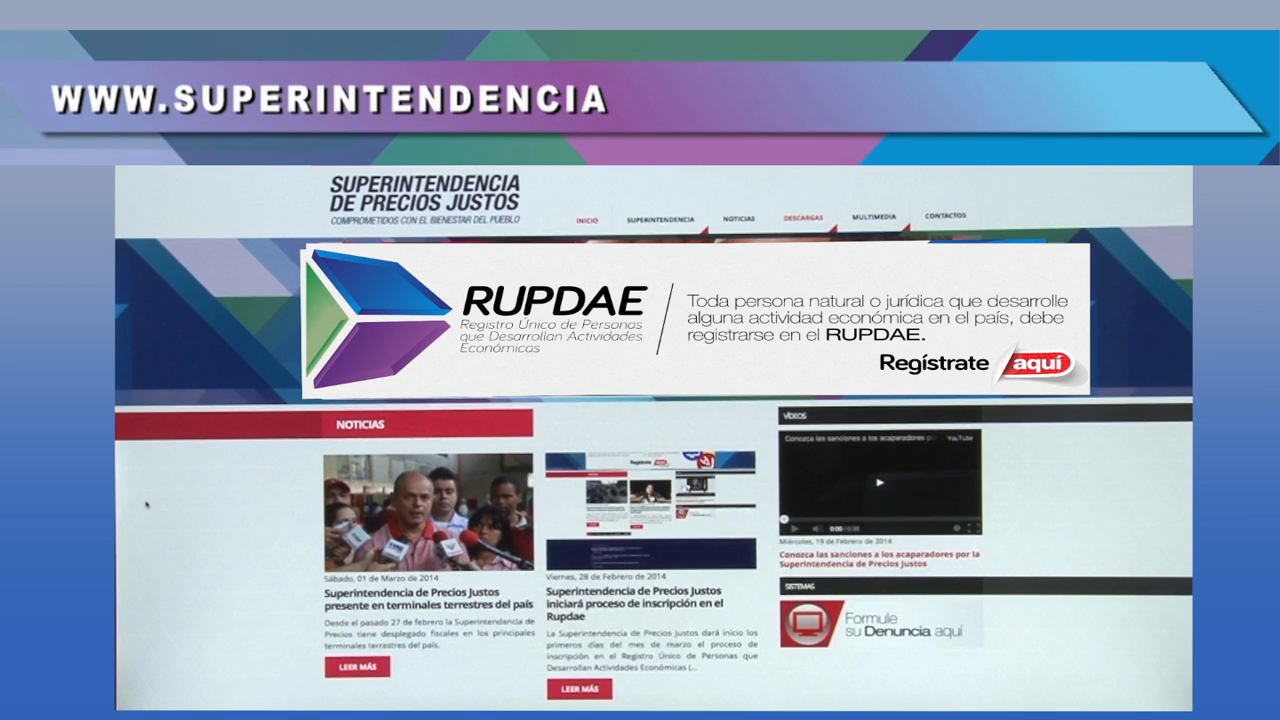 WWW.SUPERINTENDENCIA
SUPERINTENDENCIA
DE PRECIOS JUSTOS
COMPROMETIDOS CON EL BIENESTAR DEL PUEBLO
INICIO SUPERINTENDENCIA NOTICIAS DESCARGAS MULTIMEDIA CONTACTOS
RUPDAE
Registro Único de Personas
que Desarrollan Actividades
Económicas
Toda persona natural o jurídica que desarrolle
alguna actividad económica en el país, debe
registrarse en el RUPDAE.
Regístrate aquí
NOTICIAS
Sábado, 01 de Marzo de 2014
Superintendencia de Precios Justos
presente en terminales terrestres del país
Desde el pasado 27 de febrero la Superintendencia de
Precios tiene desplegado fiscales en los principales
terminales terrestres del país.
LEER MÁS
Regístrate aquí
Viernes, 28 de Febrero de 2014
Superintendencia de Precios Justos
iniciará proceso de inscripción en el
Rupdae
La Superintendencia de Precios Justos dará inicio los
primeros días del mes de marzo el proceso de
inscripción en el Registro Único de Personas que
Desarrollan Actividades Económicas (...
LEER MÁS
VÍDEOS
Conozca las sanciones a los acaparadores YouTube
0:00 / 0:38
Miércoles, 19 de Febrero de 2014
Conozca las sanciones a los acaparadores por la
Superintendencia de Precios Justos
SISTEMAS
Formule
su Denuncia aquí